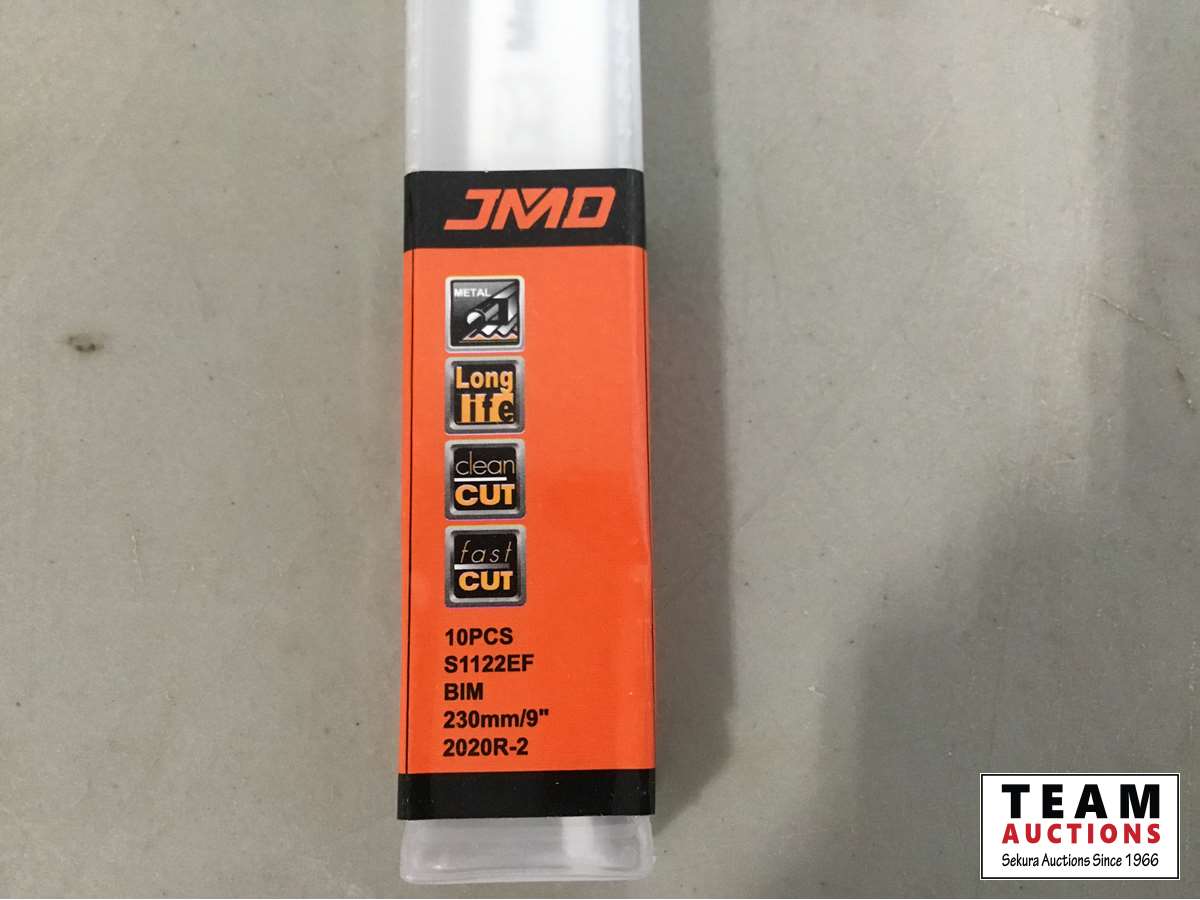 JMD
METAL
Long
life
clean
CUT
fast
CUT
10PCS
S1122EF
BIM
230mm/9"
2020R-2
TEAM
AUCTIONS
Sekura Auctions Since 1966